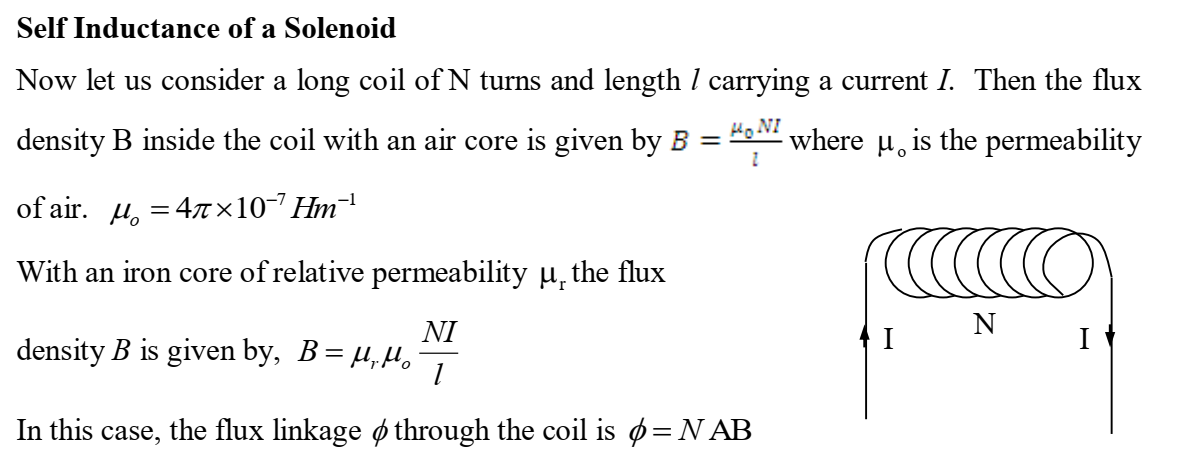 Self Inductance of a Solenoid
Now let us consider a long coil of N turns and length l carrying a current I. Then the flux
density B inside the coil with an air core is given by B = μ₀NI/l where μₒ is the permeability
of air. μₒ = 4π×10⁻⁷ Hm⁻¹
With an iron core of relative permeability μᵣ the flux
density B is given by, B = μᵣμₒ NI/l
In this case, the flux linkage ϕ through the coil is ϕ = N AB
N
I
I